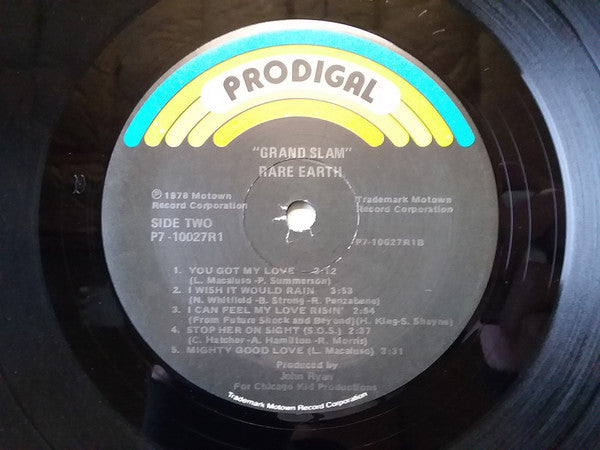 PRODIGAL
"GRAND SLAM"
RARE EARTH
℗ 1978 Motown
Record Corporation
Trademark Motown
Record Corporation
SIDE TWO
P7-10027R1
P7-10027R1B
1. YOU GOT MY LOVE – 3:12
(L. Macaluso-P. Summerson)
2. I WISH IT WOULD RAIN 3:53
(N. Whitfield-B. Strong-R. Penzabene)
3. I CAN FEEL MY LOVE RISIN' 2:54
(From Future Shock and Beyond)(H. King-S. Shayne)
4. STOP HER ON SIGHT (S.O.S.) 2:37
(C. Hatcher-A. Hamilton-R. Morris)
5. MIGHTY GOOD LOVE (L. Macaluso) 3:31
Produced by
John Ryan
For Chicago Kid Productions
Trademark Motown Record Corporation